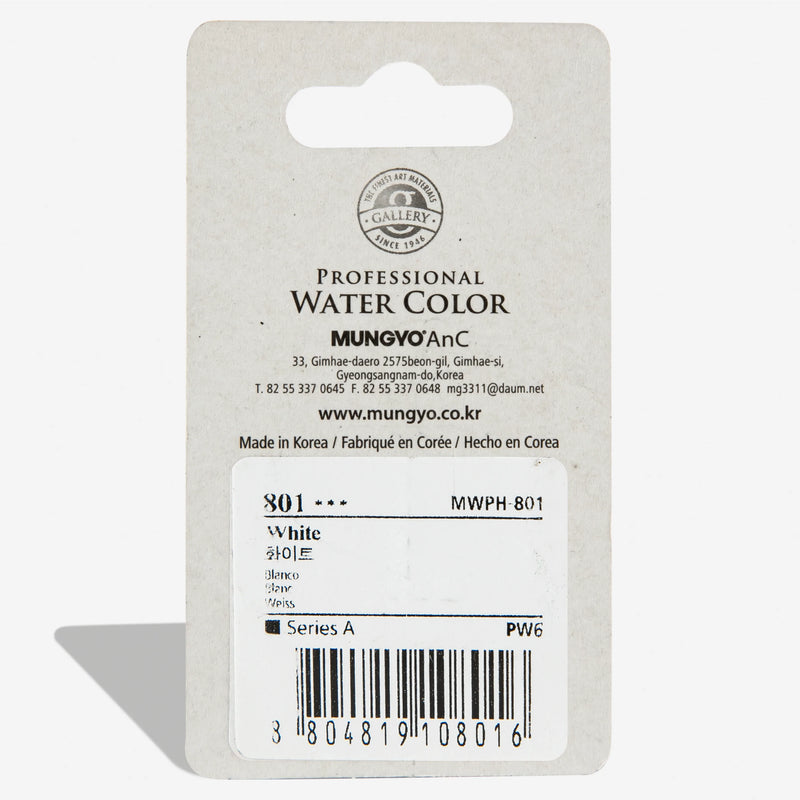 THE FINEST ART MATERIALS
g
GALLERY
SINCE 1946
PROFESSIONAL
WATER COLOR
MUNGYO® AnC
33, Gimhae-daero 2575beon-gil, Gimhae-si,
Gyeongsangnam-do,Korea
T. 82 55 337 0645 F. 82 55 337 0648 mg3311@daum.net
www.mungyo.co.kr
Made in Korea / Fabriqué en Corée / Hecho en Corea
801 *** MWPH-801
White
화이트
Blanco
Blanc
Weiss
■ Series A PW6
8 804819 108016